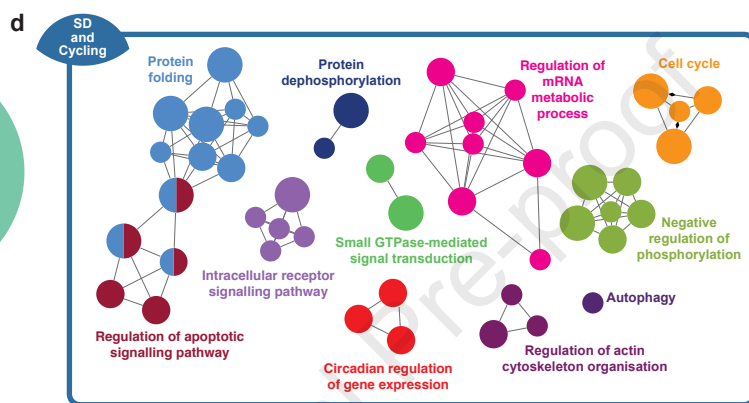 d
SD
and
Cycling
Protein
folding
Protein
dephosphorylation
Regulation of
mRNA
metabolic
process
Cell cycle
Small GTPase-mediated
signal transduction
Negative
regulation of
phosphorylation
Intracellular receptor
signalling pathway
Autophagy
Regulation of apoptotic
signalling pathway
Circadian regulation
of gene expression
Regulation of actin
cytoskeleton organisation
Pre-proof